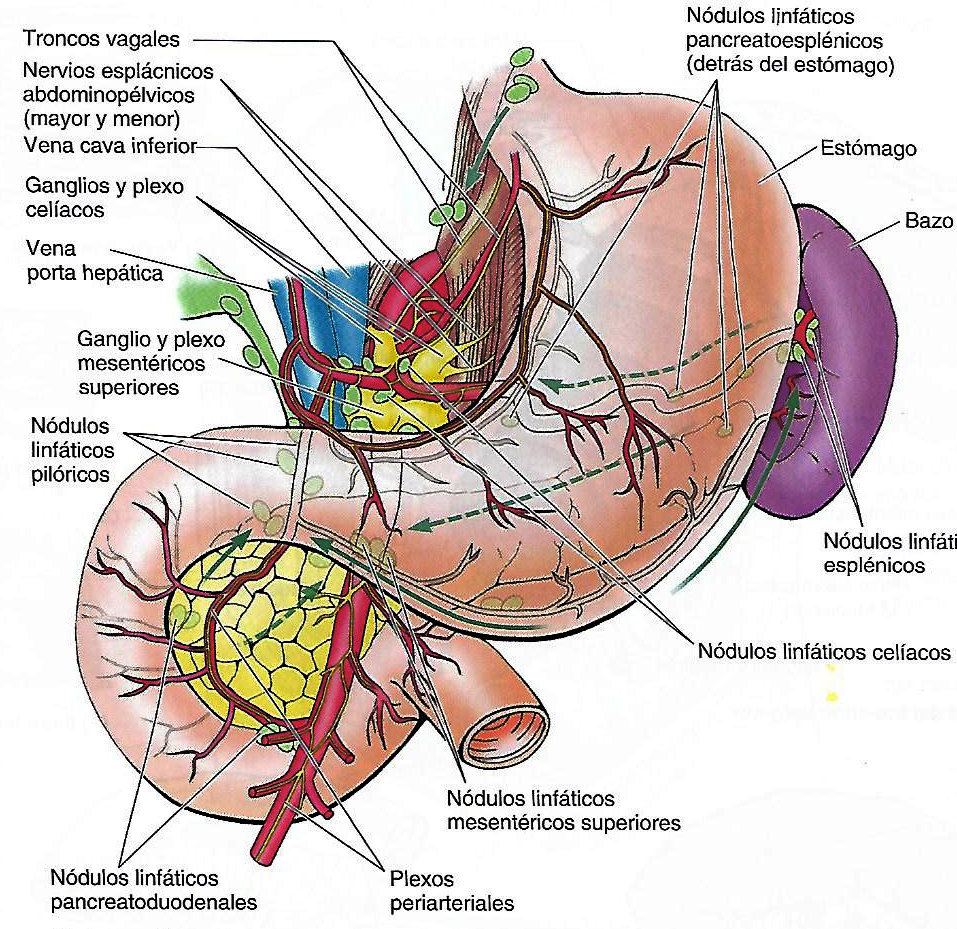 Troncos vagales
Nervios esplácnicos
abdominopélvicos
(mayor y menor)
Vena cava inferior
Ganglios y plexo
celíacos
Vena
porta hepática
Ganglio y plexo
mesentéricos
superiores
Nódulos
linfáticos
pilóricos
Nódulos linfáticos
pancreatoesplénicos
(detrás del estómago)
Estómago
Bazo
Nódulos linfáti
esplénicos
Nódulos linfáticos celíacos
Nódulos linfáticos
mesentéricos superiores
Nódulos linfáticos
pancreatoduodenales
Plexos
periarteriales